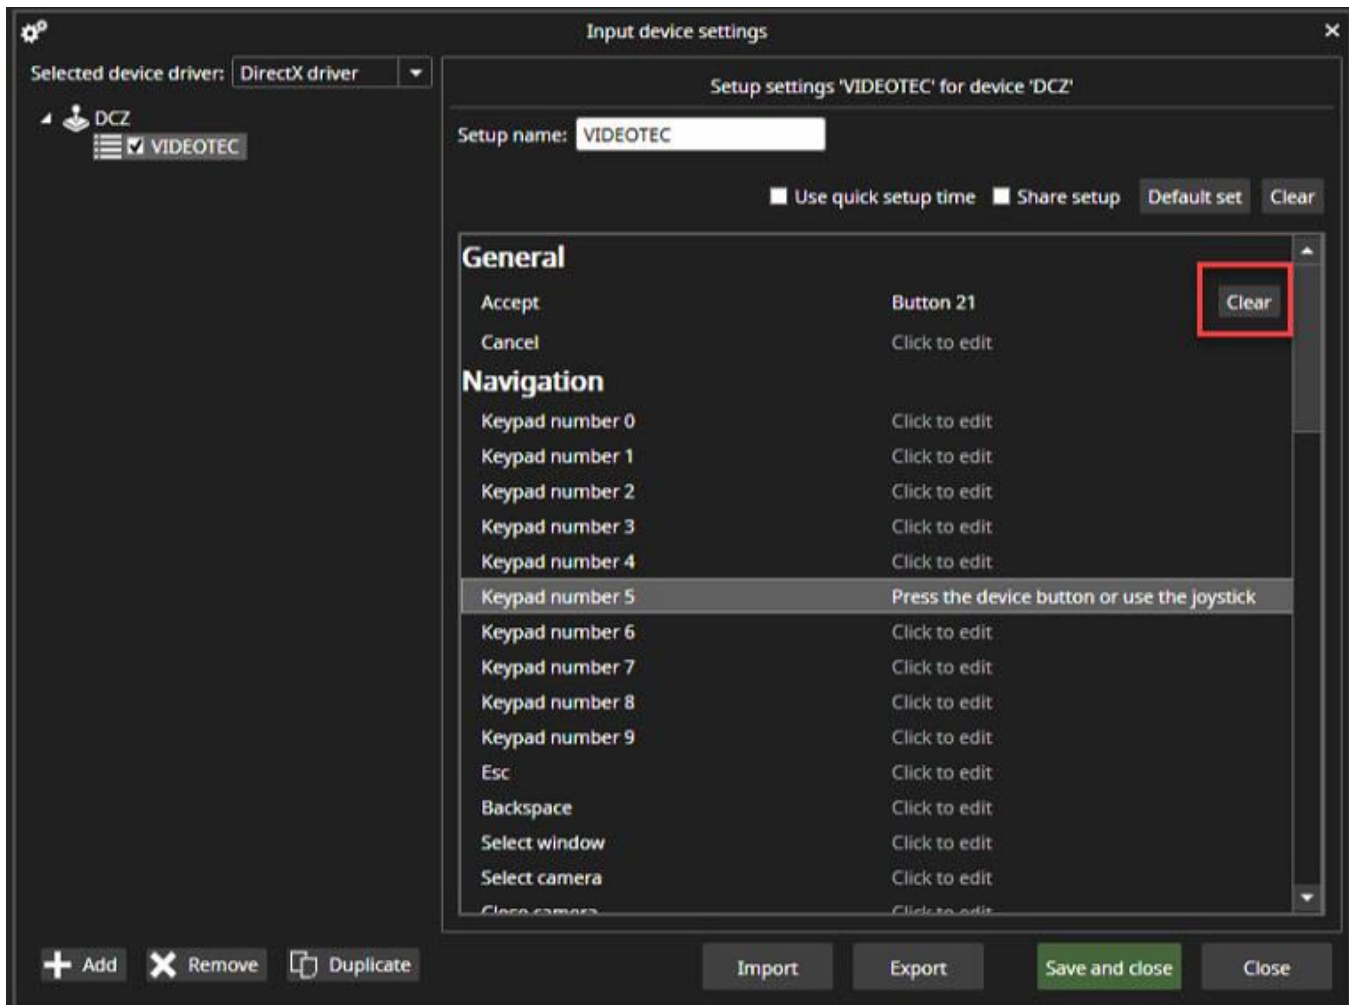 Input device settings
Selected device driver: DirectX driver
DCZ
VIDEOTEC
Setup settings 'VIDEOTEC' for device 'DCZ'
Setup name: VIDEOTEC
Use quick setup time Share setup Default set Clear
General
Accept Button 21 Clear
Cancel Click to edit
Navigation
Keypad number 0 Click to edit
Keypad number 1 Click to edit
Keypad number 2 Click to edit
Keypad number 3 Click to edit
Keypad number 4 Click to edit
Keypad number 5 Press the device button or use the joystick
Keypad number 6 Click to edit
Keypad number 7 Click to edit
Keypad number 8 Click to edit
Keypad number 9 Click to edit
Esc Click to edit
Backspace Click to edit
Select window Click to edit
Select camera Click to edit
Close camera Click to edit
Add Remove Duplicate Import Export Save and close Close